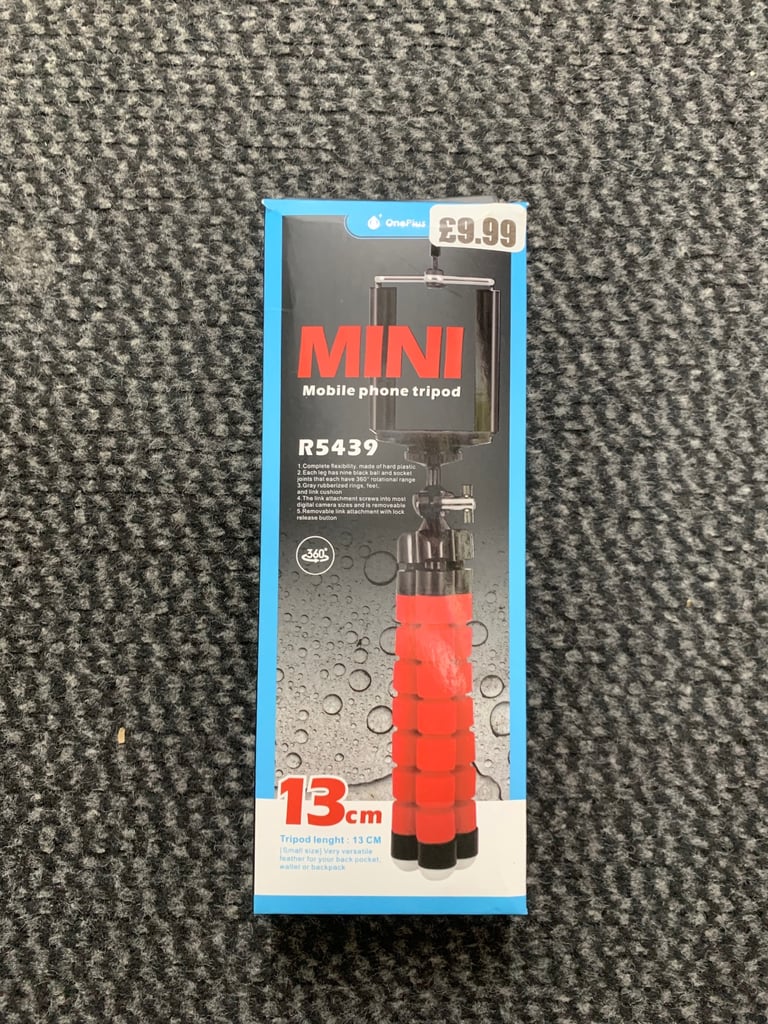 OnePlus
£9.99
MINI
Mobile phone tripod
R5439
1.Complete flexibility, made of hard plastic
2.Each leg has nine black ball and socket
joints that each have 360° rotational range
3.Gray rubberized rings, feet,
and link cushion
4.The link attachment screws into most
digital camera sizes and is removeable
5.Removable link attachment with lock
release button
360°
13cm
Tripod lenght : 13 CM
[Small size] Very versatile
feather for your back pocket,
wallet or backpack